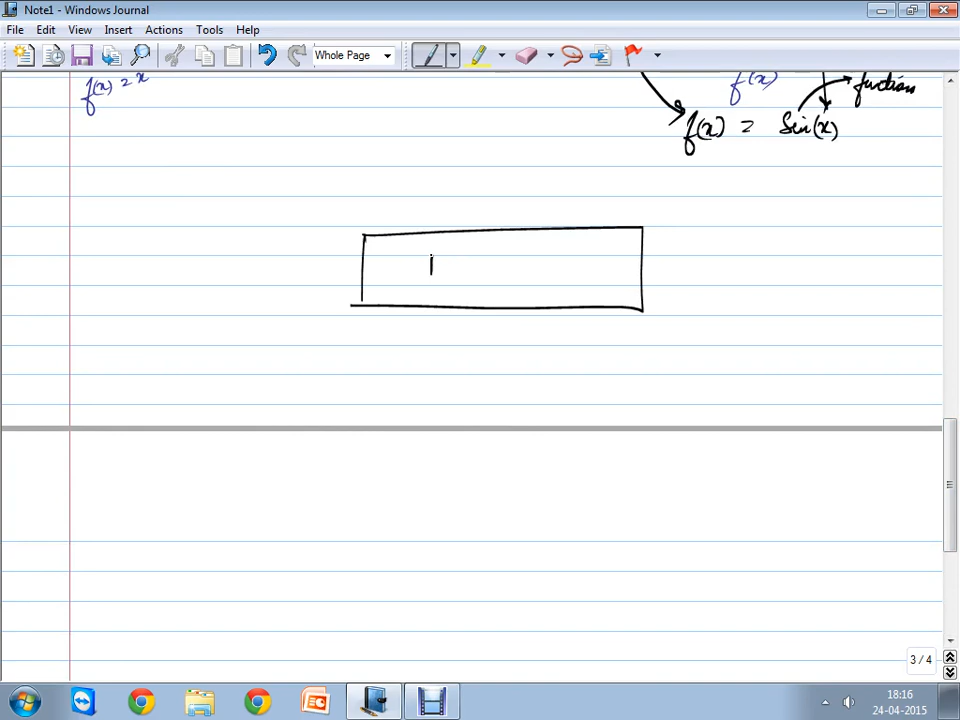 Note1 - Windows Journal
File Edit View Insert Actions Tools Help
Whole Page
f(x) = x
f(x)
function
f(x) = Sin(x)
3 / 4
18:16
24-04-2015